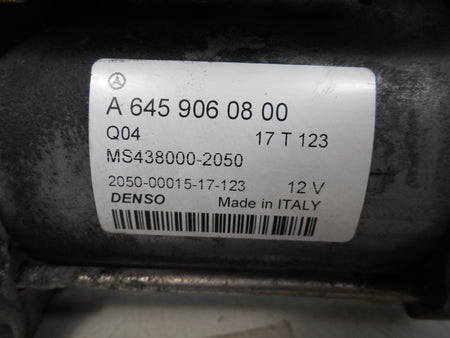 A
A 645 906 08 00
Q04 17 T 123
MS438000-2050
2050-00015-17-123 12 V
DENSO Made in ITALY